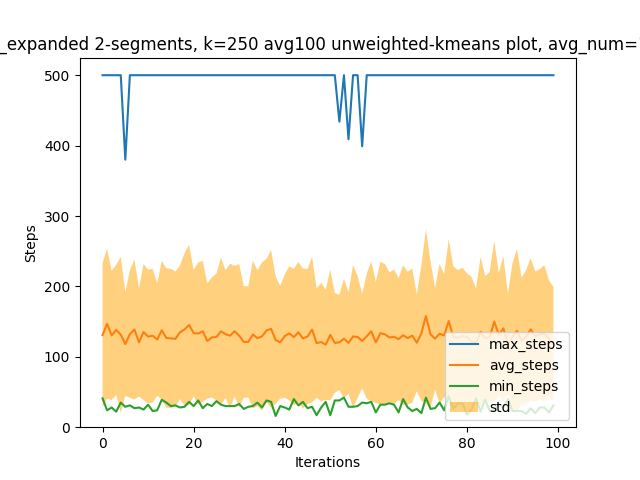 _expanded 2-segments, k=250 avg100 unweighted-kmeans plot, avg_num=
500
400
300
200
100
0
Steps
0
20
40
60
80
100
Iterations
max_steps
avg_steps
min_steps
std